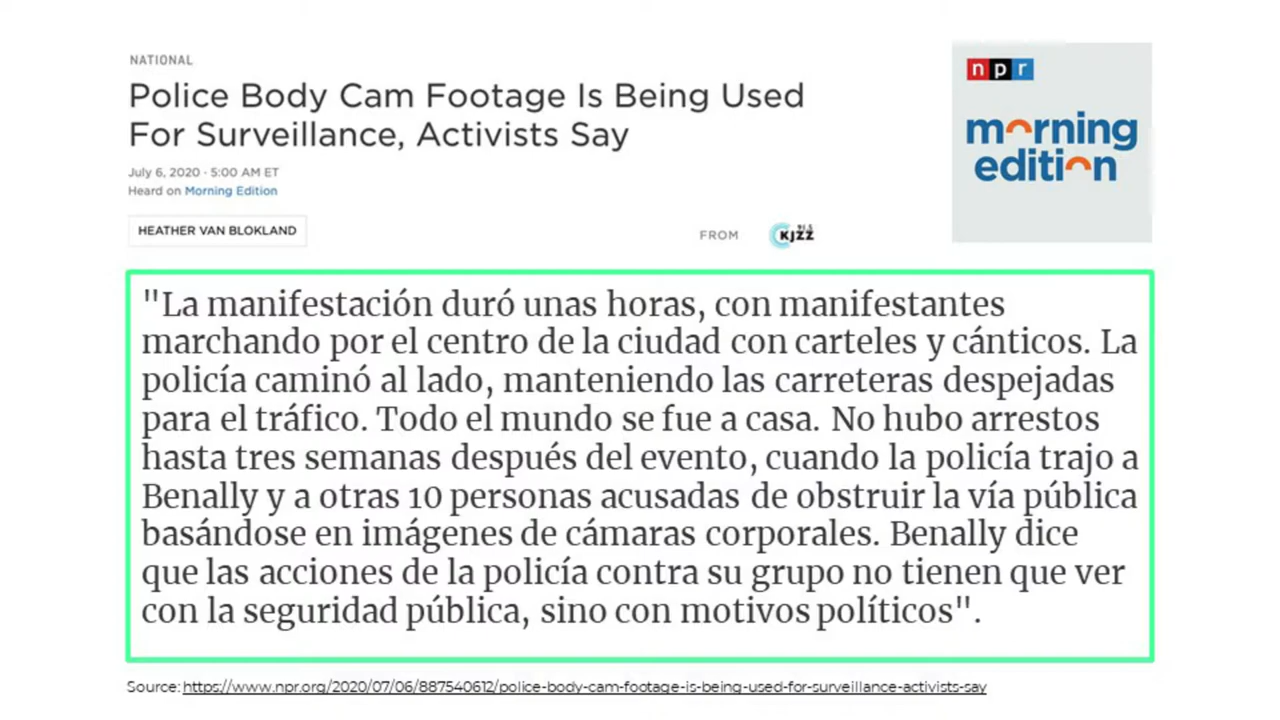 NATIONAL
Police Body Cam Footage Is Being Used
For Surveillance, Activists Say
July 6, 2020 · 5:00 AM ET
Heard on Morning Edition
HEATHER VAN BLOKLAND
FROM
91.5
KJZZ
npr
morning
edition
"La manifestación duró unas horas, con manifestantes
marchando por el centro de la ciudad con carteles y cánticos. La
policía caminó al lado, manteniendo las carreteras despejadas
para el tráfico. Todo el mundo se fue a casa. No hubo arrestos
hasta tres semanas después del evento, cuando la policía trajo a
Benally y a otras 10 personas acusadas de obstruir la vía pública
basándose en imágenes de cámaras corporales. Benally dice
que las acciones de la policía contra su grupo no tienen que ver
con la seguridad pública, sino con motivos políticos".
Source: https://www.npr.org/2020/07/06/887540612/police-body-cam-footage-is-being-used-for-surveillance-activists-say